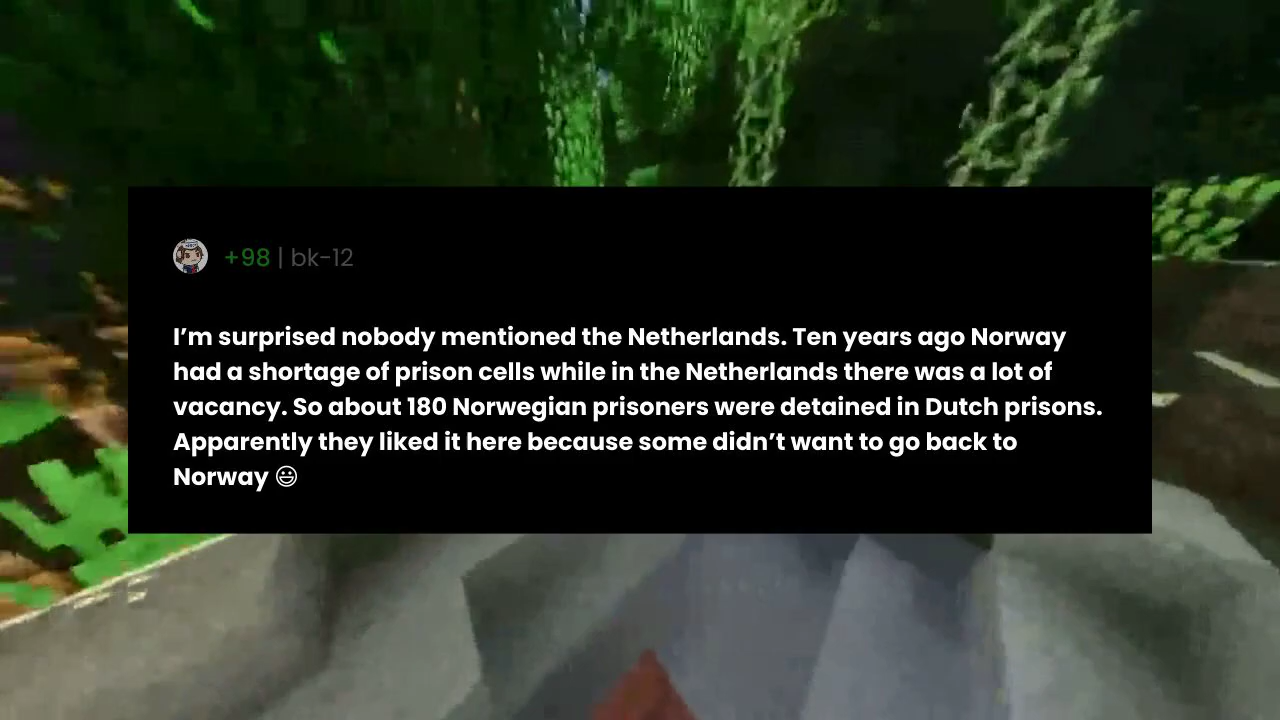 +98 | bk-12
I’m surprised nobody mentioned the Netherlands. Ten years ago Norway
had a shortage of prison cells while in the Netherlands there was a lot of
vacancy. So about 180 Norwegian prisoners were detained in Dutch prisons.
Apparently they liked it here because some didn’t want to go back to
Norway 😃